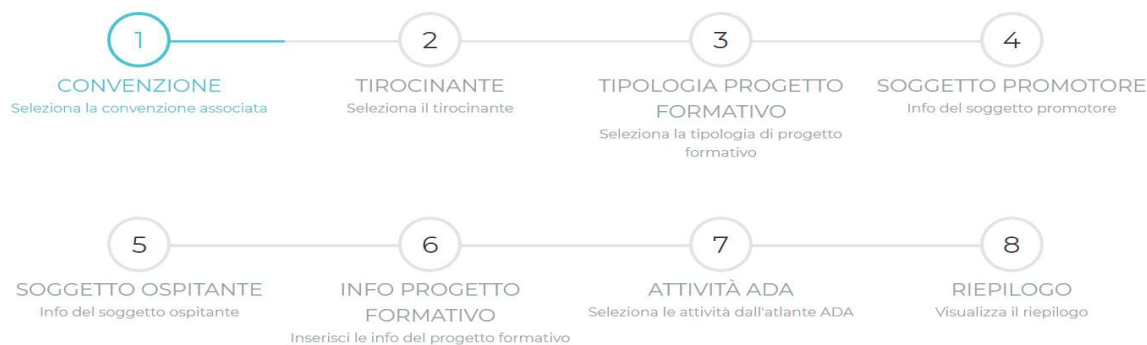 1
CONVENZIONE
Seleziona la convenzione associata
2
TIROCINANTE
Seleziona il tirocinante
3
TIPOLOGIA PROGETTO
FORMATIVO
Seleziona la tipologia di progetto
formativo
4
SOGGETTO PROMOTORE
Info del soggetto promotore
5
SOGGETTO OSPITANTE
Info del soggetto ospitante
6
INFO PROGETTO
FORMATIVO
Inserisci le info del progetto formativo
7
ATTIVITÀ ADA
Seleziona le attività dall'atlante ADA
8
RIEPILOGO
Visualizza il riepilogo